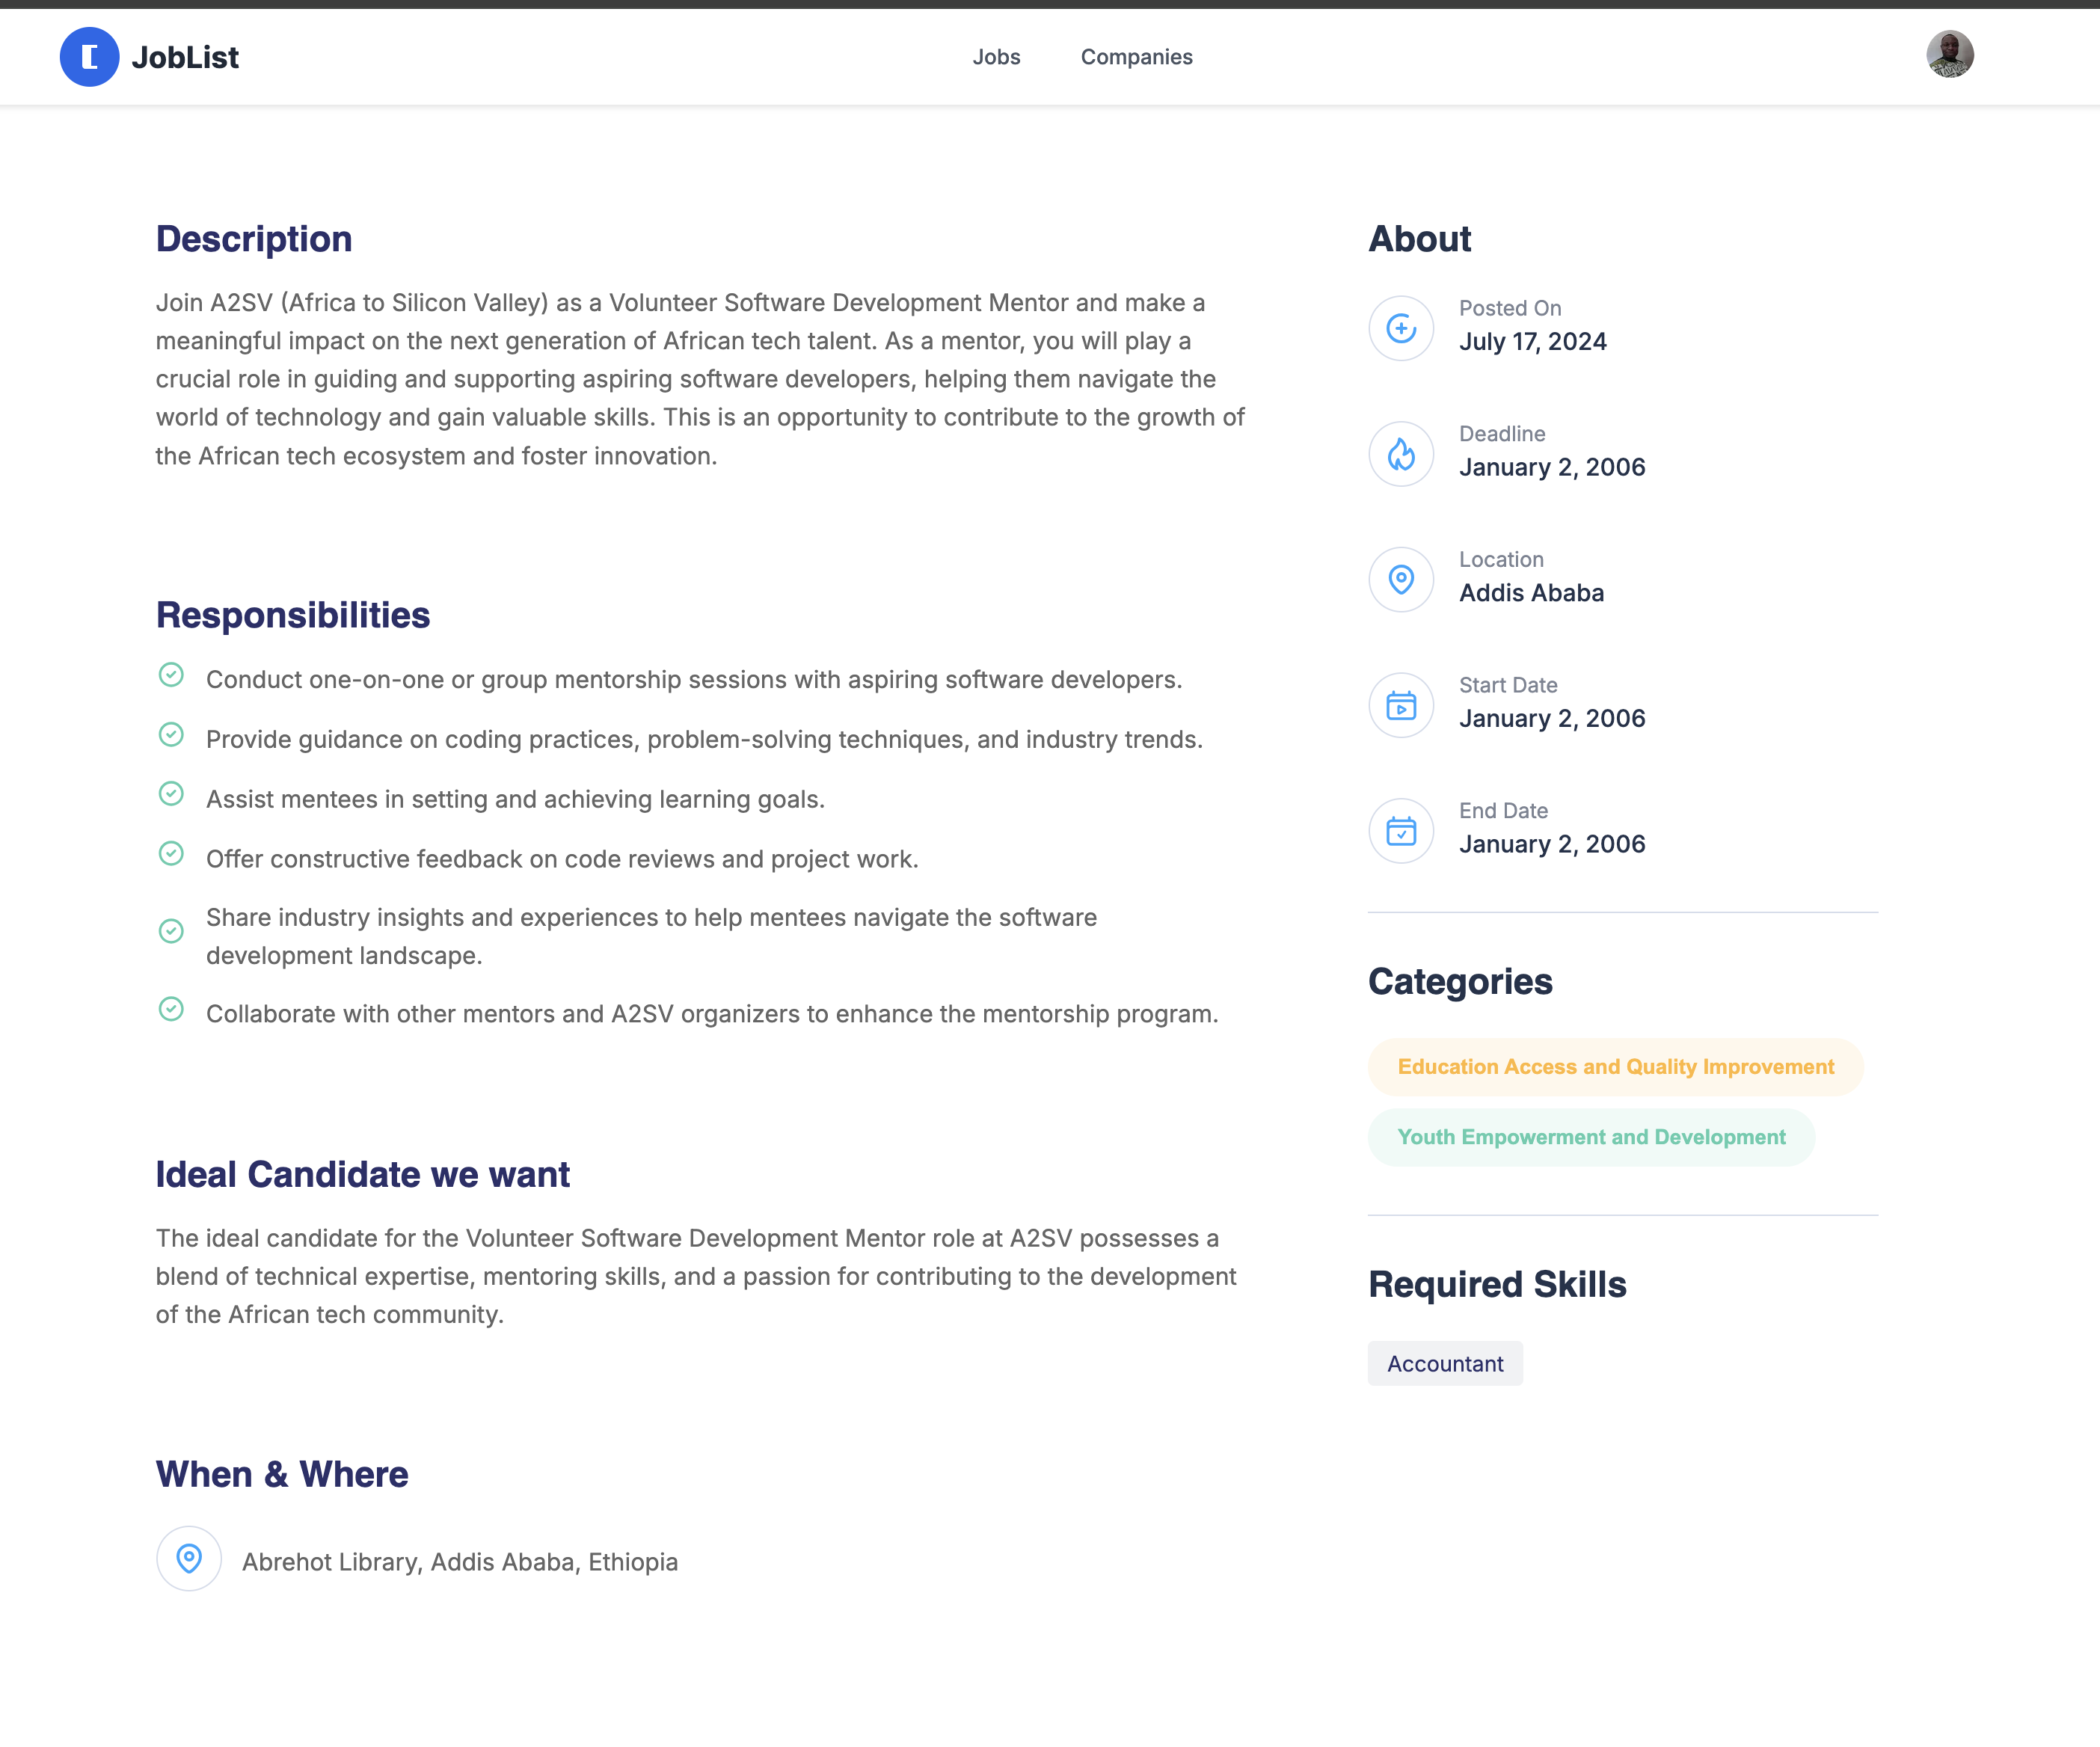 JobList
Jobs
Companies
Description
Join A2SV (Africa to Silicon Valley) as a Volunteer Software Development Mentor and make a
meaningful impact on the next generation of African tech talent. As a mentor, you will play a
crucial role in guiding and supporting aspiring software developers, helping them navigate the
world of technology and gain valuable skills. This is an opportunity to contribute to the growth of
the African tech ecosystem and foster innovation.
Responsibilities
Conduct one-on-one or group mentorship sessions with aspiring software developers.
Provide guidance on coding practices, problem-solving techniques, and industry trends.
Assist mentees in setting and achieving learning goals.
Offer constructive feedback on code reviews and project work.
Share industry insights and experiences to help mentees navigate the software
development landscape.
Collaborate with other mentors and A2SV organizers to enhance the mentorship program.
Ideal Candidate we want
The ideal candidate for the Volunteer Software Development Mentor role at A2SV possesses a
blend of technical expertise, mentoring skills, and a passion for contributing to the development
of the African tech community.
When & Where
Abrehot Library, Addis Ababa, Ethiopia
About
Posted On
July 17, 2024
Deadline
January 2, 2006
Location
Addis Ababa
Start Date
January 2, 2006
End Date
January 2, 2006
Categories
Education Access and Quality Improvement
Youth Empowerment and Development
Required Skills
Accountant